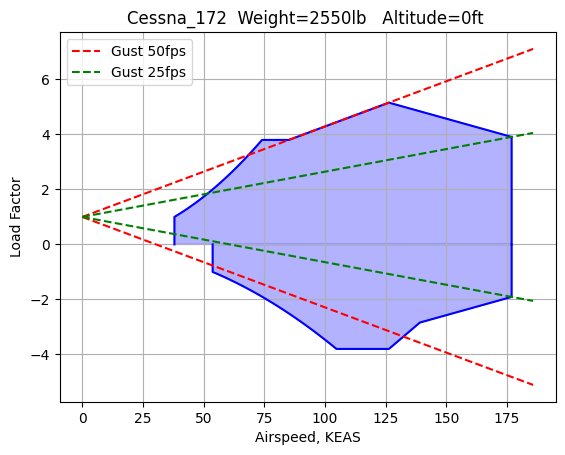 Cessna_172  Weight=2550lb   Altitude=0ft
Gust 50fps
Gust 25fps
Load Factor
6
4
2
0
−2
−4
0 25 50 75 100 125 150 175
Airspeed, KEAS